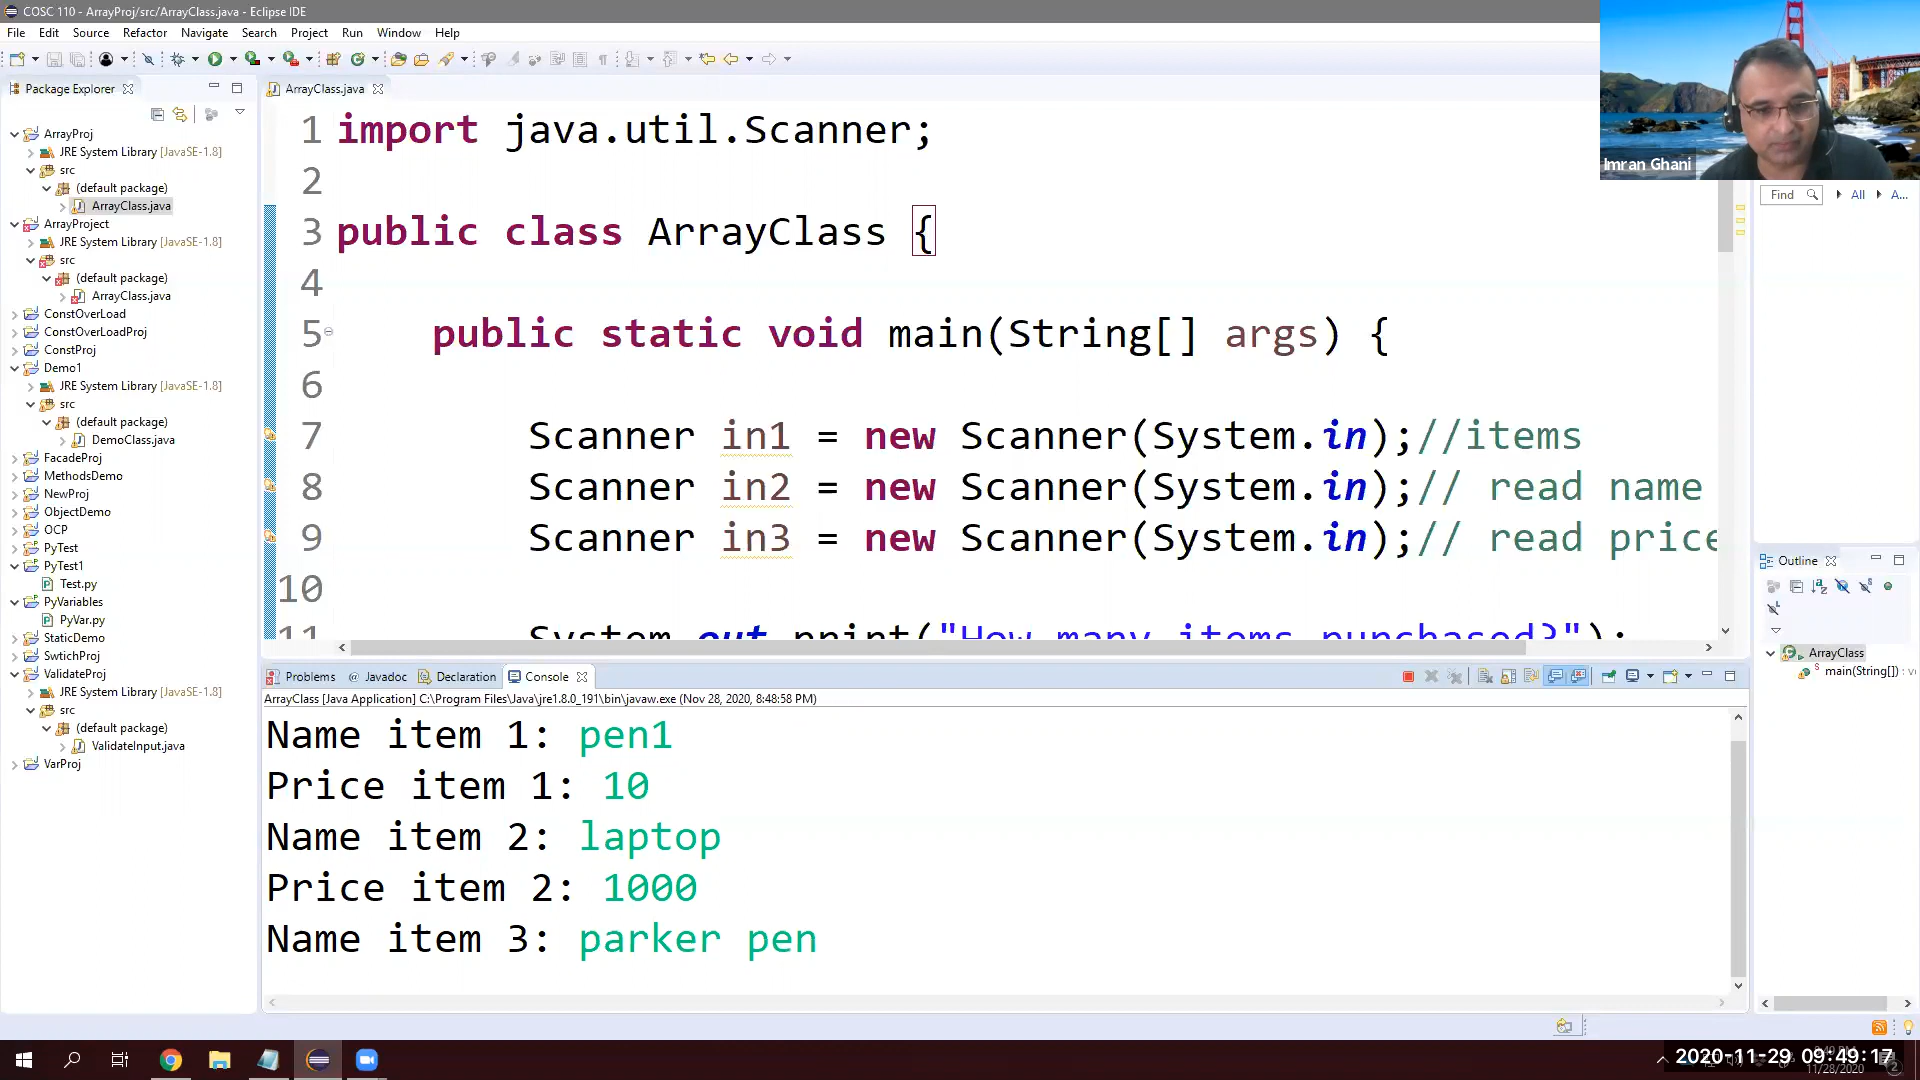 COSC 110 - ArrayProj/src/ArrayClass.java - Eclipse IDE
File Edit Source Refactor Navigate Search Project Run Window Help
Package Explorer
ArrayProj
JRE System Library [JavaSE-1.8]
src
(default package)
ArrayClass.java
ArrayProject
JRE System Library [JavaSE-1.8]
src
(default package)
ArrayClass.java
ConstOverLoad
ConstOverLoadProj
ConstProj
Demo1
JRE System Library [JavaSE-1.8]
src
(default package)
DemoClass.java
FacadeProj
MethodsDemo
NewProj
ObjectDemo
OCP
PyTest
PyTest1
Test.py
PyVariables
PyVar.py
StaticDemo
SwtichProj
ValidateProj
JRE System Library [JavaSE-1.8]
src
(default package)
ValidateInput.java
VarProj
ArrayClass.java
1 import java.util.Scanner;
2
3 public class ArrayClass {
4
5 public static void main(String[] args) {
6
7 Scanner in1 = new Scanner(System.in);//items
8 Scanner in2 = new Scanner(System.in);// read name
9 Scanner in3 = new Scanner(System.in);// read price
10
11 System.out.print("How many items punchased?");
Problems @ Javadoc Declaration Console
ArrayClass [Java Application] C:\Program Files\Java\jre1.8.0_191\bin\javaw.exe (Nov 28, 2020, 8:48:58 PM)
Name item 1: pen1
Price item 1: 10
Name item 2: laptop
Price item 2: 1000
Name item 3: parker pen
Imran Ghani
Find All A...
Outline
ArrayClass
main(String[]) : v
2020-11-29 09:49:17
11/28/2020
2